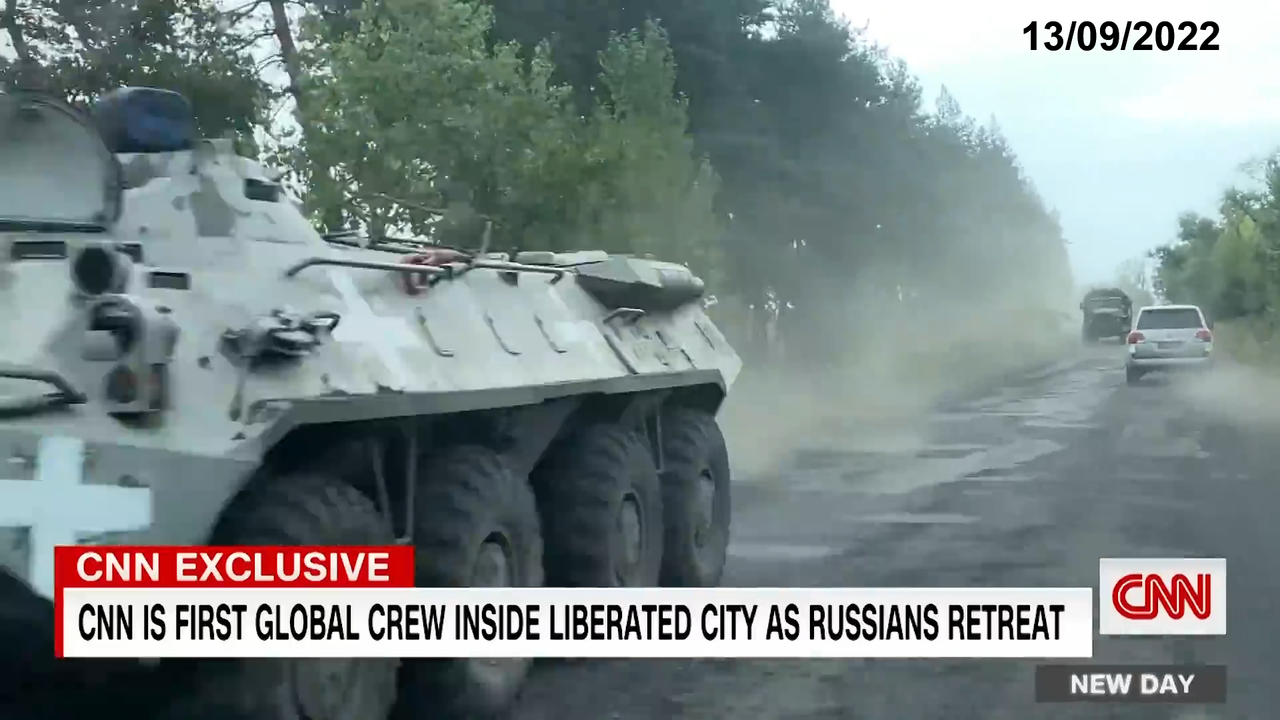 13/09/2022
CNN EXCLUSIVE
CNN IS FIRST GLOBAL CREW INSIDE LIBERATED CITY AS RUSSIANS RETREAT
CNN
NEW DAY